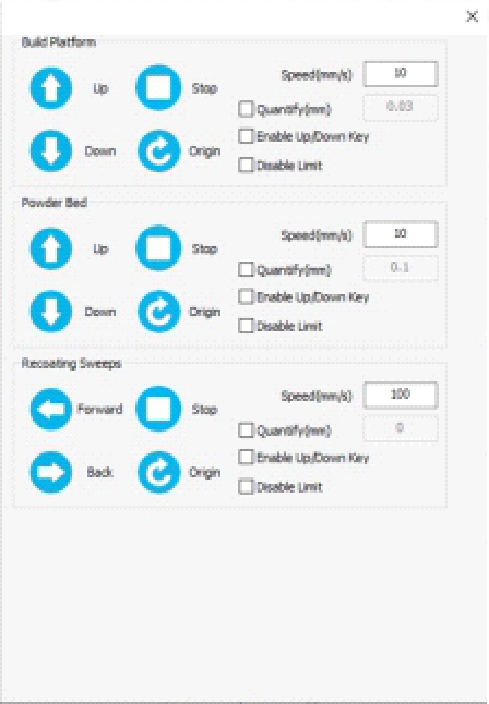 Build Platform
Up Stop Speed(mm/s) 10
Quantify(mm) 0.03
Enable Up/Down Key
Down Origin
Disable Limit
Powder Bed
Up Stop Speed(mm/s) 10
Quantify(mm) 0.1
Enable Up/Down Key
Down Origin
Disable Limit
Recoating Sweeps
Forward Stop Speed(mm/s) 100
Quantify(mm) 0
Enable Up/Down Key
Back Origin
Disable Limit